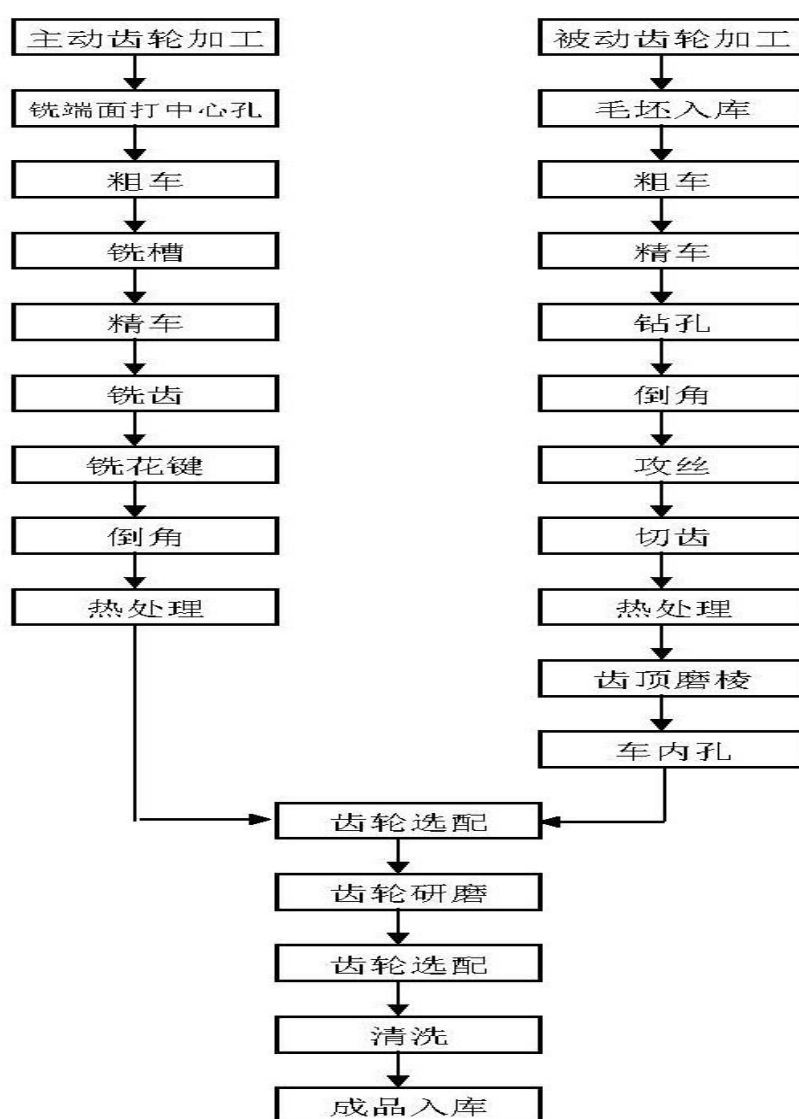 主动齿轮加工
铣端面打中心孔
粗车
铣槽
精车
铣齿
铣花键
倒角
热处理
被动齿轮加工
毛坯入库
粗车
精车
钻孔
倒角
攻丝
切齿
热处理
齿顶磨棱
车内孔
齿轮选配
齿轮研磨
齿轮选配
清洗
成品入库